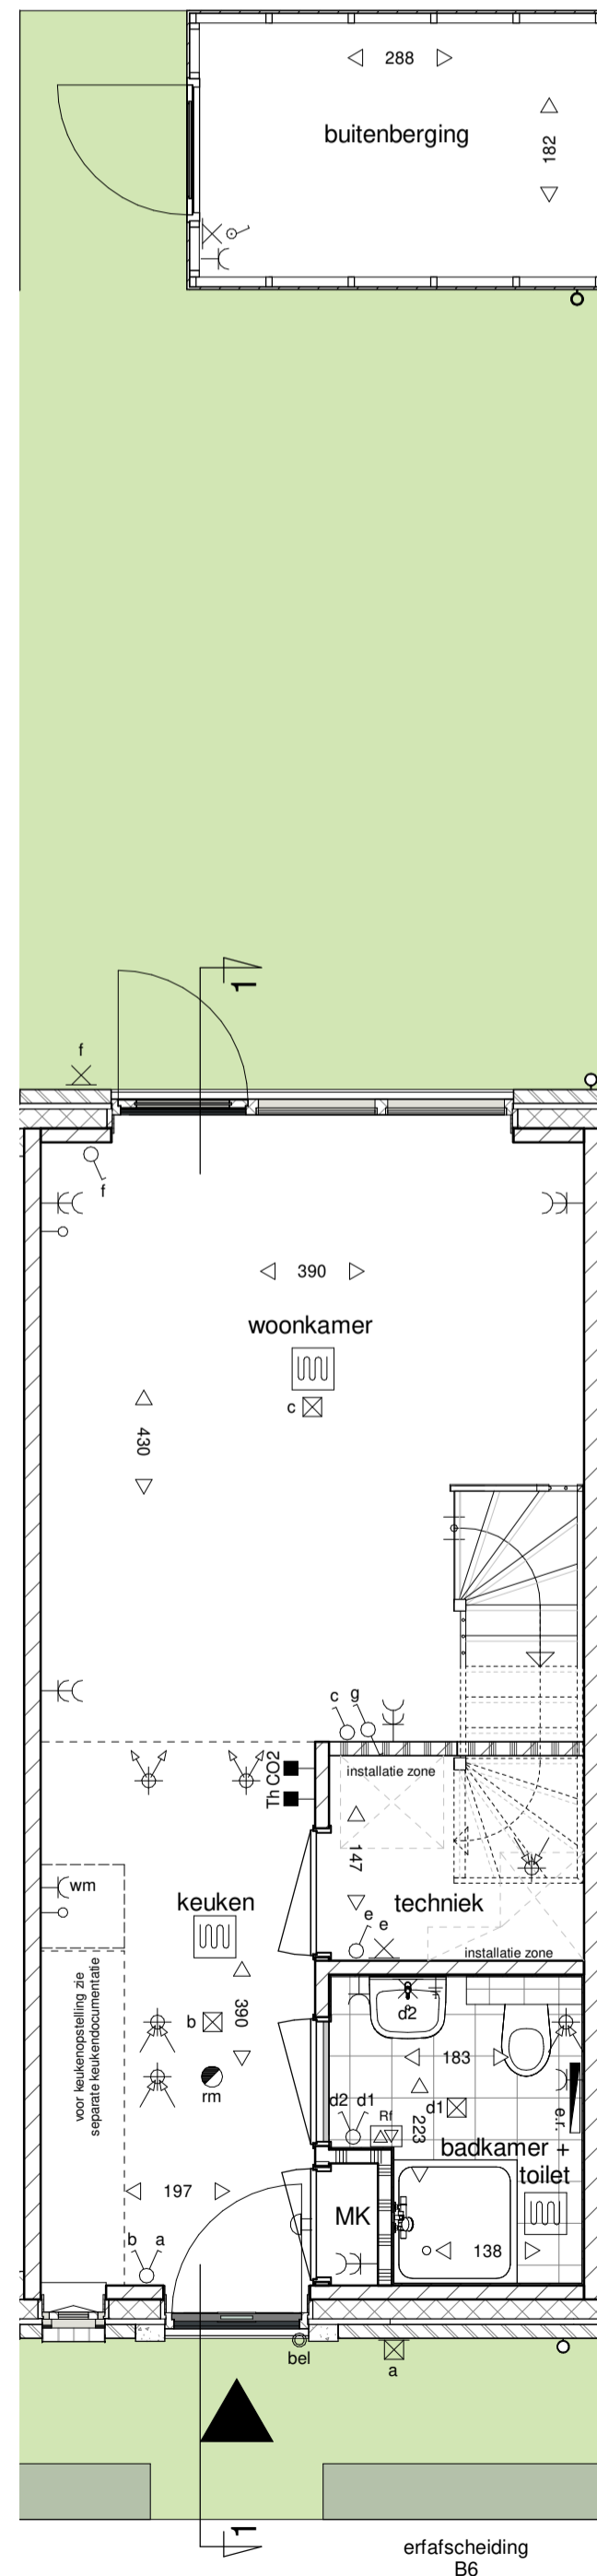 288
buitenberging
182
1
f
f
390
woonkamer
c
430
c g
installatie zone
Th CO2
147
wm
keuken
techniek
e
e
installatie zone
voor keukenopstelling zie
separate keukendocumentatie
390
b
rm
d2
183
d2 d1
Rf
d1
223
e.r.
badkamer +
toilet
197
MK
138
b a
bel
a
1
erfafscheiding
B6